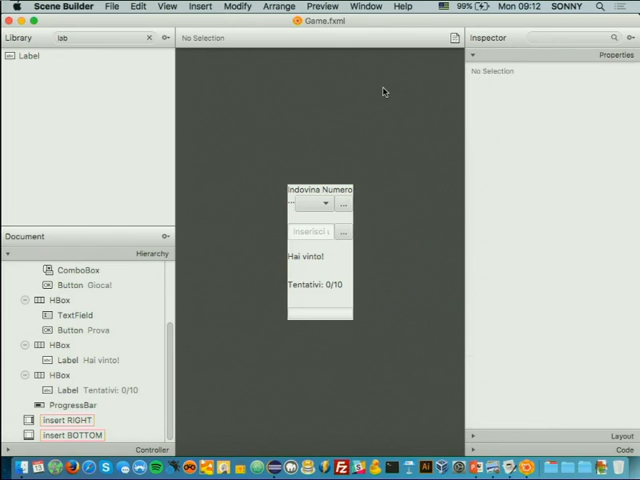 Scene Builder File Edit View Insert Modify Arrange Preview Window Help 99% Mon 09:12 SONNY
Game.fxml
Library lab No Selection Inspector
Label
Properties
No Selection
Indovina Numero
...
...
Inserisci u
...
Hai vinto!
Tentativi: 0/10
Document
Hierarchy
ComboBox
Button Gioca!
HBox
TextField
Button Prova
HBox
Label Hai vinto!
HBox
Label Tentativi: 0/10
ProgressBar
insert RIGHT
insert BOTTOM
Controller
Layout
Code